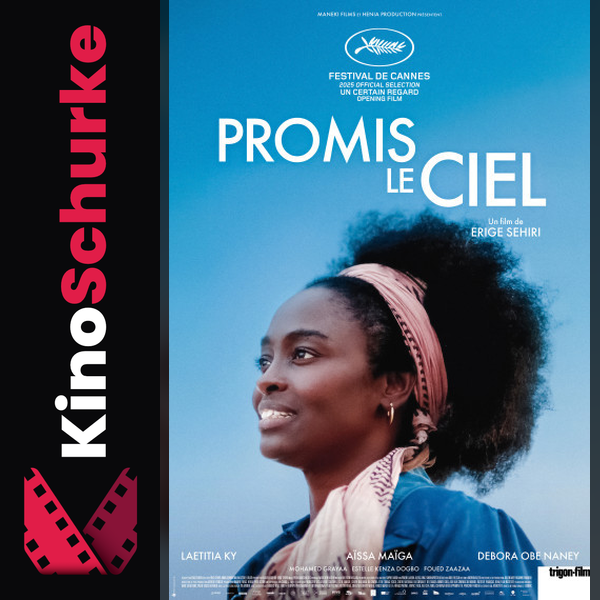 KinoSchurke
MANEKI FILMS ET HENIA PRODUCTION PRÉSENTENT
FESTIVAL DE CANNES
2025 OFFICIAL SELECTION
UN CERTAIN REGARD
OPENING FILM
PROMIS
LE CIEL
Un film de
ERIGE SEHIRI
LAETITIA KY AÏSSA MAÏGA DEBORA OBE NANEY
MOHAMED GRAYAA ESTELLE KENZA DOGBO FOUED ZAAZAA
trigon-film